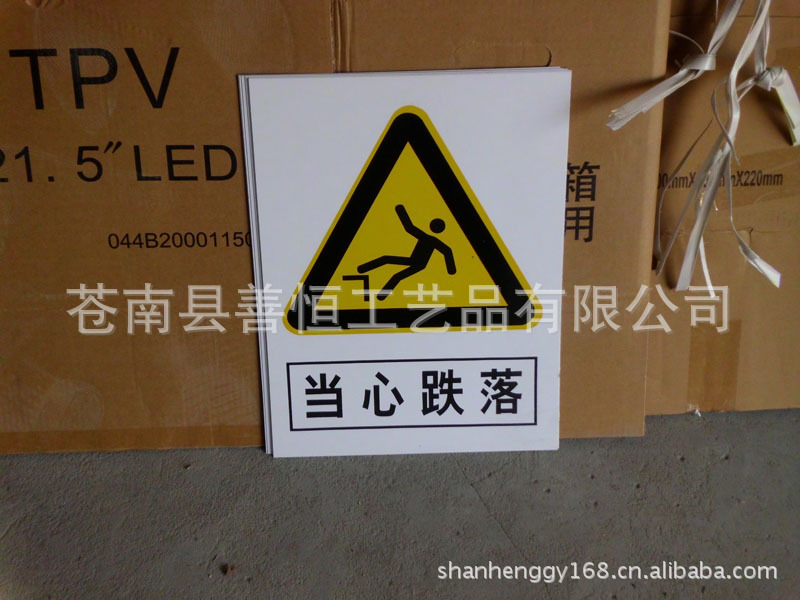 TPV
21.5″LED
箱
用
044B2000115
mmX220mm
苍南县善恒工艺品有限公司
当心跌落
shanhenggy168.cn.alibaba.com